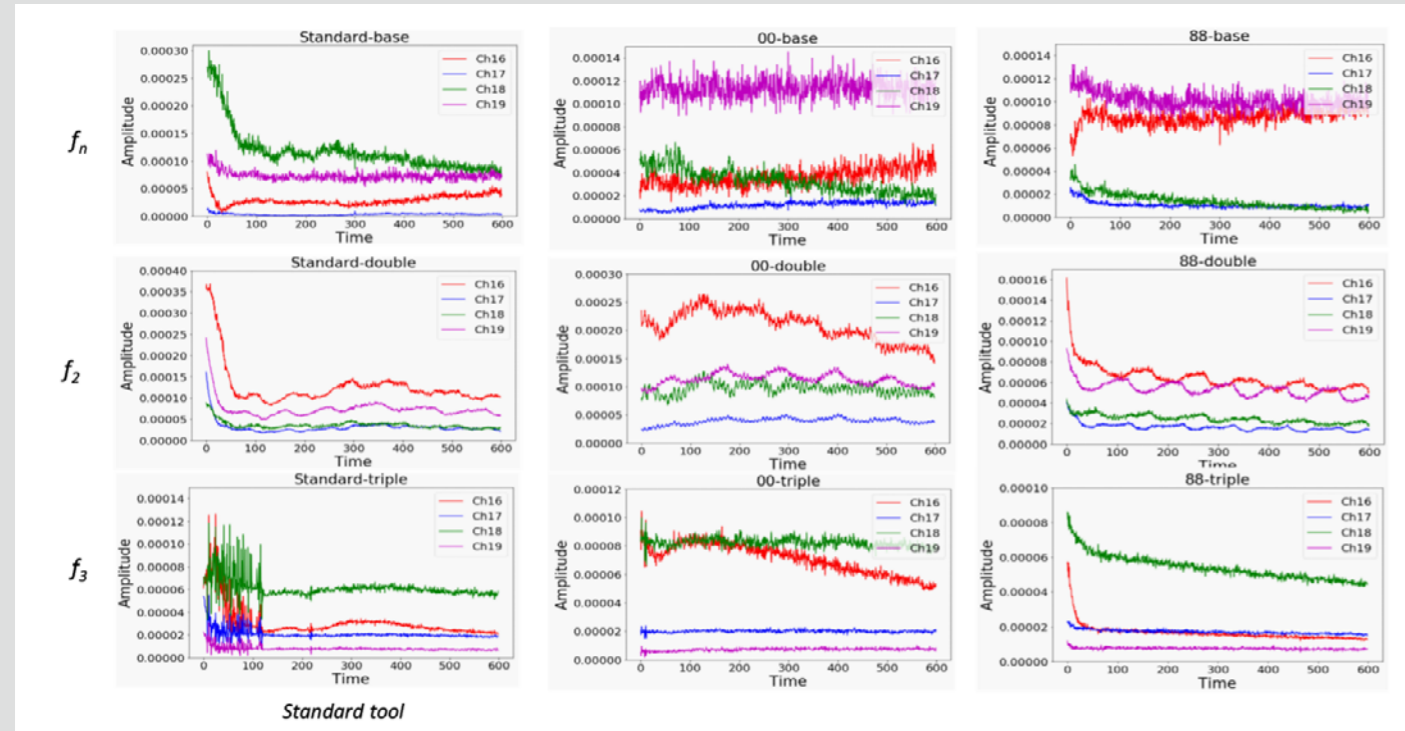 Standard-base
0.00030
0.00025
0.00020
0.00015
0.00010
0.00005
0.00000
Amplitude
Ch16
Ch17
Ch18
Ch19
0 100 200 300 400 500 600
Time
00-base
0.00014
0.00012
0.00010
0.00008
0.00006
0.00004
0.00002
0.00000
Amplitude
Ch16
Ch17
Ch18
Ch19
0 100 200 300 400 500 600
Time
88-base
0.00014
0.00012
0.00010
0.00008
0.00006
0.00004
0.00002
0.00000
Amplitude
Ch16
Ch17
Ch18
Ch19
0 100 200 300 400 500 600
Time
fn
Standard-double
0.00040
0.00035
0.00030
0.00025
0.00020
0.00015
0.00010
0.00005
0.00000
Amplitude
Ch16
Ch17
Ch18
Ch19
0 100 200 300 400 500 600
Time
00-double
0.00030
0.00025
0.00020
0.00015
0.00010
0.00005
0.00000
Amplitude
Ch16
Ch17
Ch18
Ch19
0 100 200 300 400 500 600
Time
88-double
0.00016
0.00014
0.00012
0.00010
0.00008
0.00006
0.00004
0.00002
0.00000
Amplitude
Ch16
Ch17
Ch18
Ch19
0 100 200 300 400 500 600
Time
f2
Standard-triple
0.00014
0.00012
0.00010
0.00008
0.00006
0.00004
0.00002
0.00000
Amplitude
Ch16
Ch17
Ch18
Ch19
0 100 200 300 400 500 600
Time
00-triple
0.00012
0.00010
0.00008
0.00006
0.00004
0.00002
0.00000
Amplitude
Ch16
Ch17
Ch18
Ch19
0 100 200 300 400 500 600
Time
88-triple
0.00010
0.00008
0.00006
0.00004
0.00002
0.00000
Amplitude
Ch16
Ch17
Ch18
Ch19
0 100 200 300 400 500 600
Time
f3
Standard tool